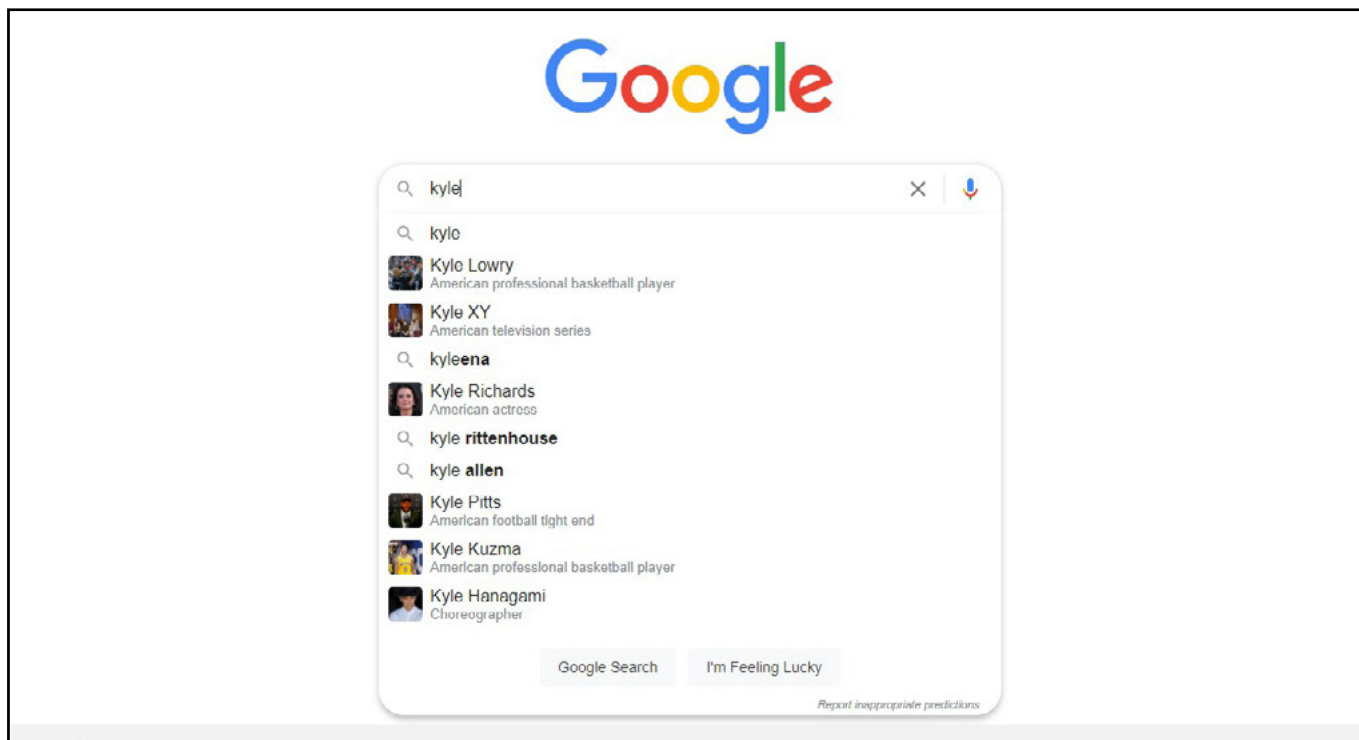 Google
kyle
kyle
Kyle Lowry
American professional basketball player
Kyle XY
American television series
kyleena
Kyle Richards
American actress
kyle rittenhouse
kyle allen
Kyle Pitts
American football tight end
Kyle Kuzma
American professional basketball player
Kyle Hanagami
Choreographer
Google Search I'm Feeling Lucky
Report inappropriate predictions